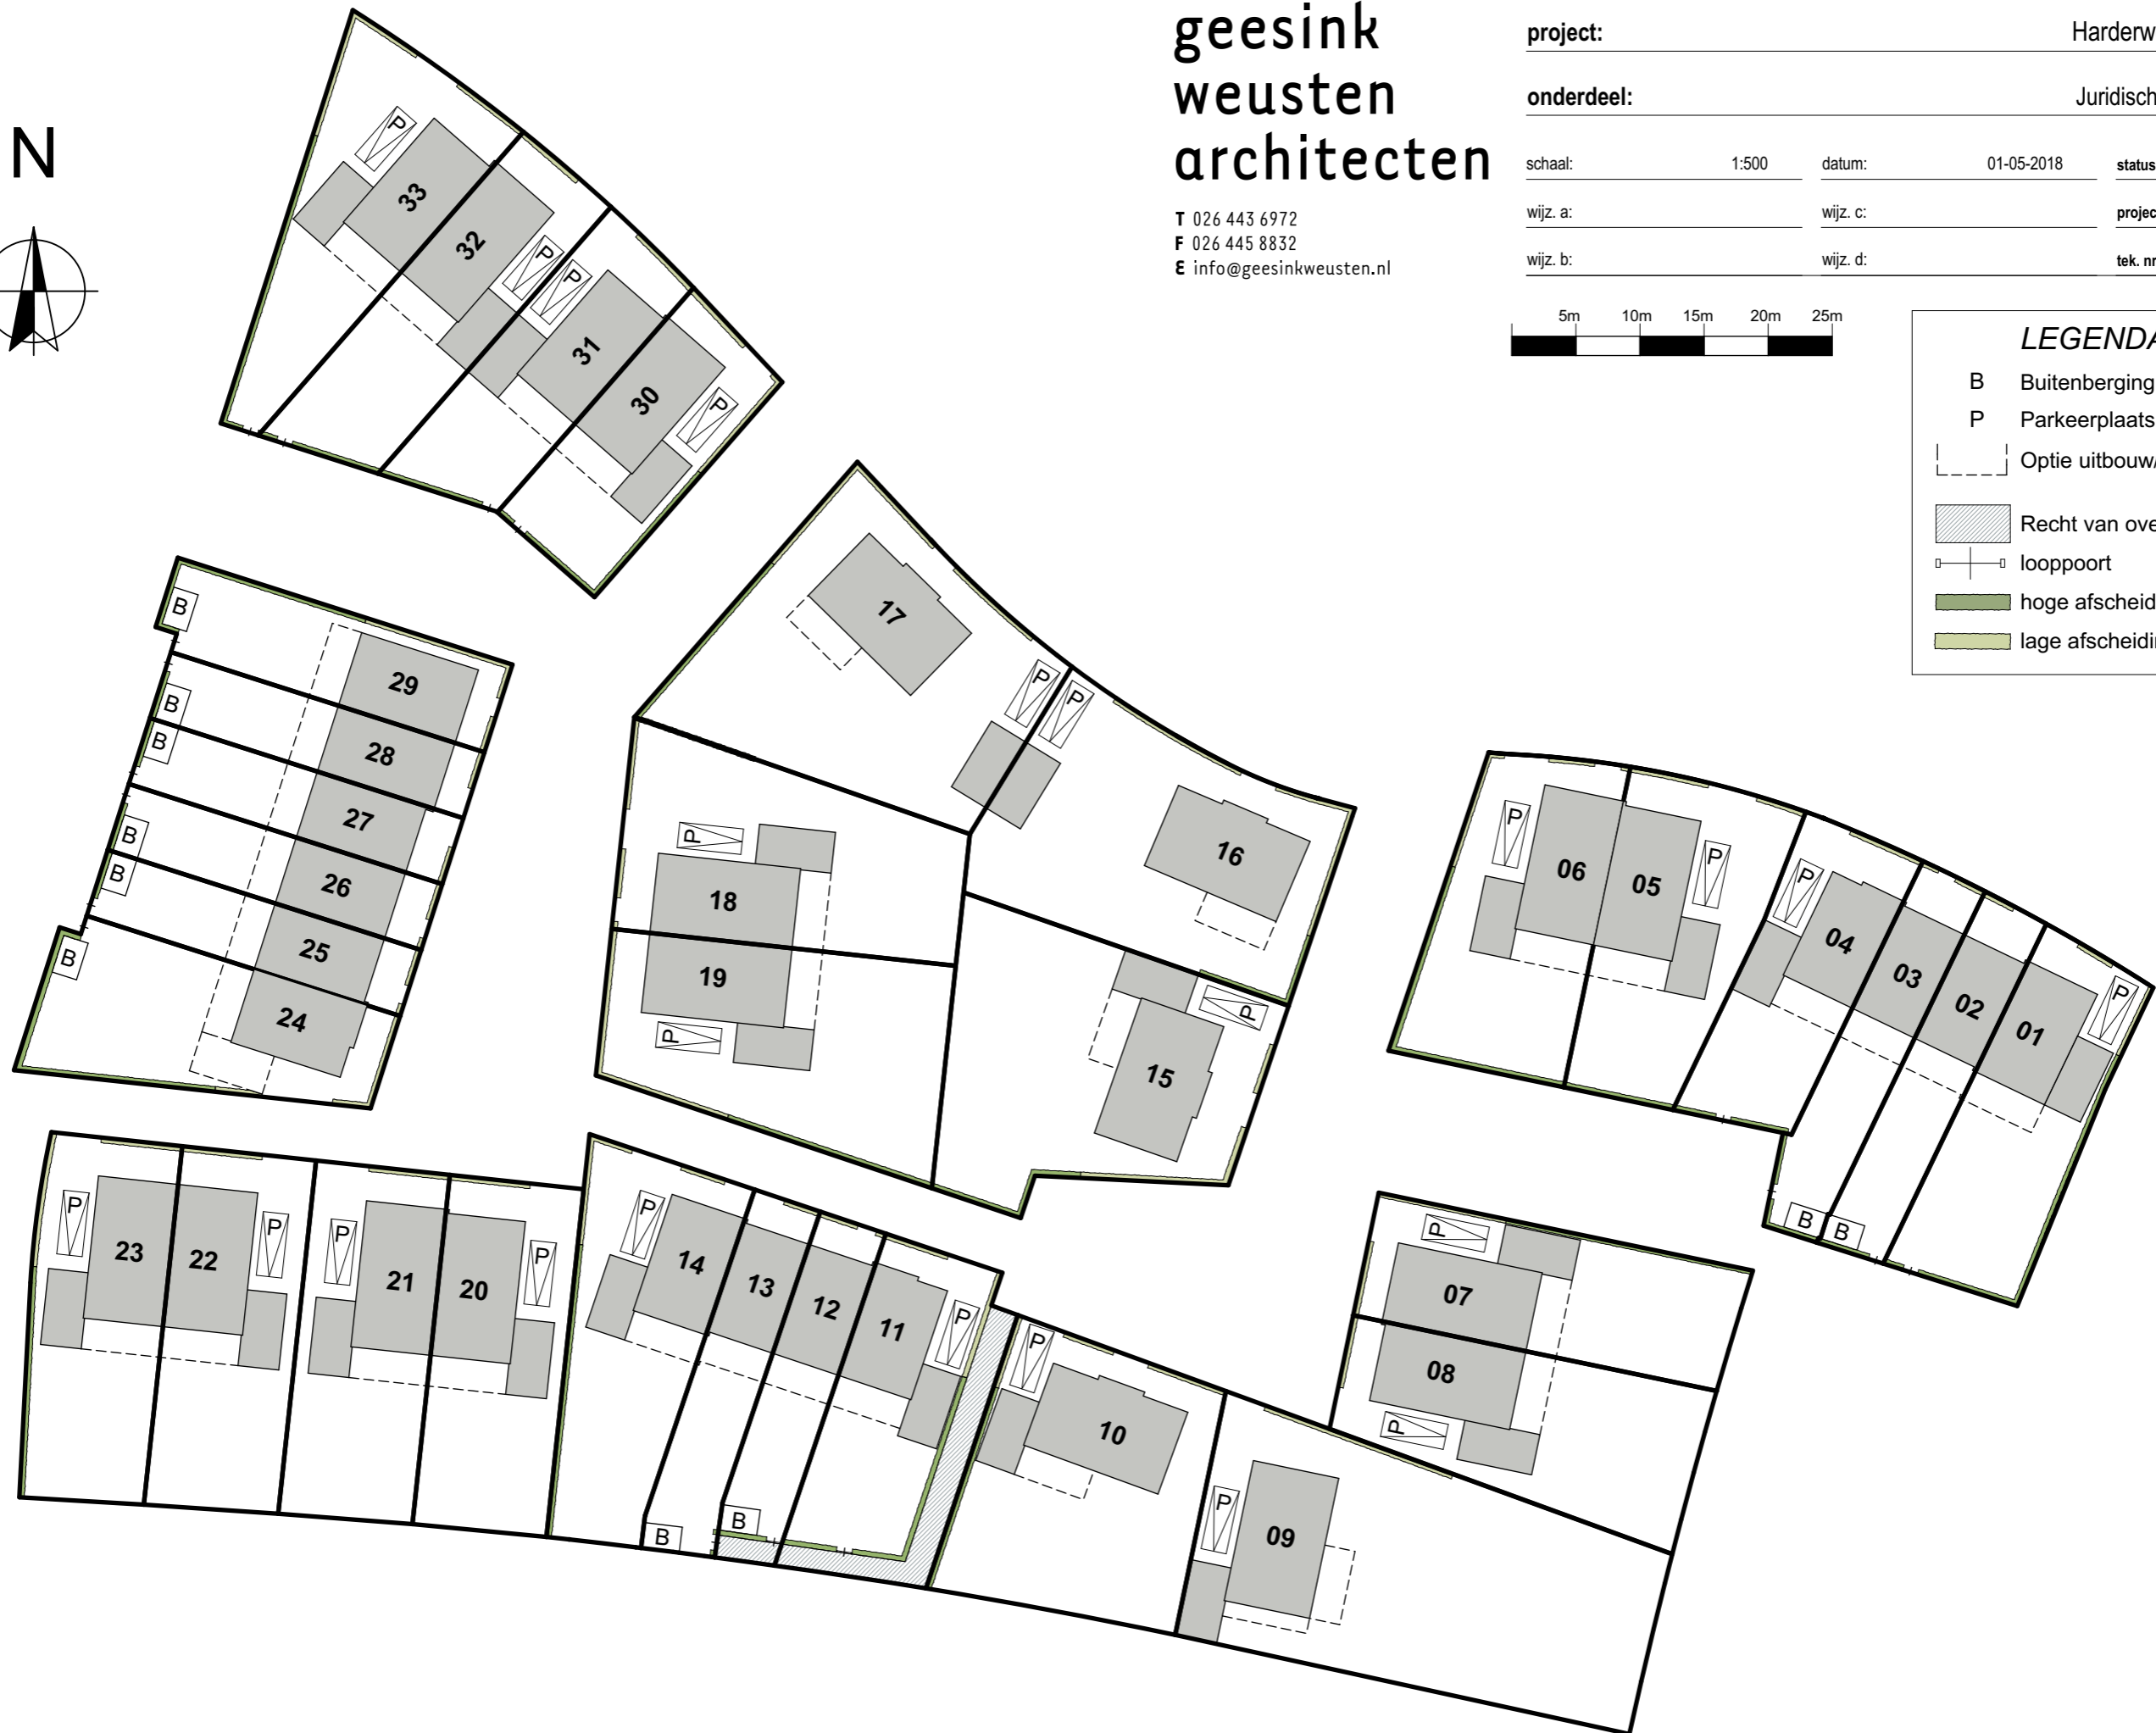 geesink
weusten
architecten
T 026 443 6972
F 026 445 8832
E info@geesinkweusten.nl
project: Harderw
onderdeel: Juridisch
schaal: 1:500 datum: 01-05-2018 status
wijz. a: wijz. c: projec
wijz. b: wijz. d: tek. nr
5m 10m 15m 20m 25m
LEGENDA
B Buitenberging
P Parkeerplaats
Optie uitbouw/
Recht van ove
looppoort
hoge afscheid
lage afscheidi
N
P
33
32
P
P
31
30
P
17
P
P
16
B
29
B
28
B
27
B
26
B
25
B
24
P
18
19
P
P
15
P
06
05
P
P
04
03
02
01
P
B
B
P
23
22
P
P
21
20
P
P
14
13
12
11
P
B
B
P
10
P
07
08
P
P
09